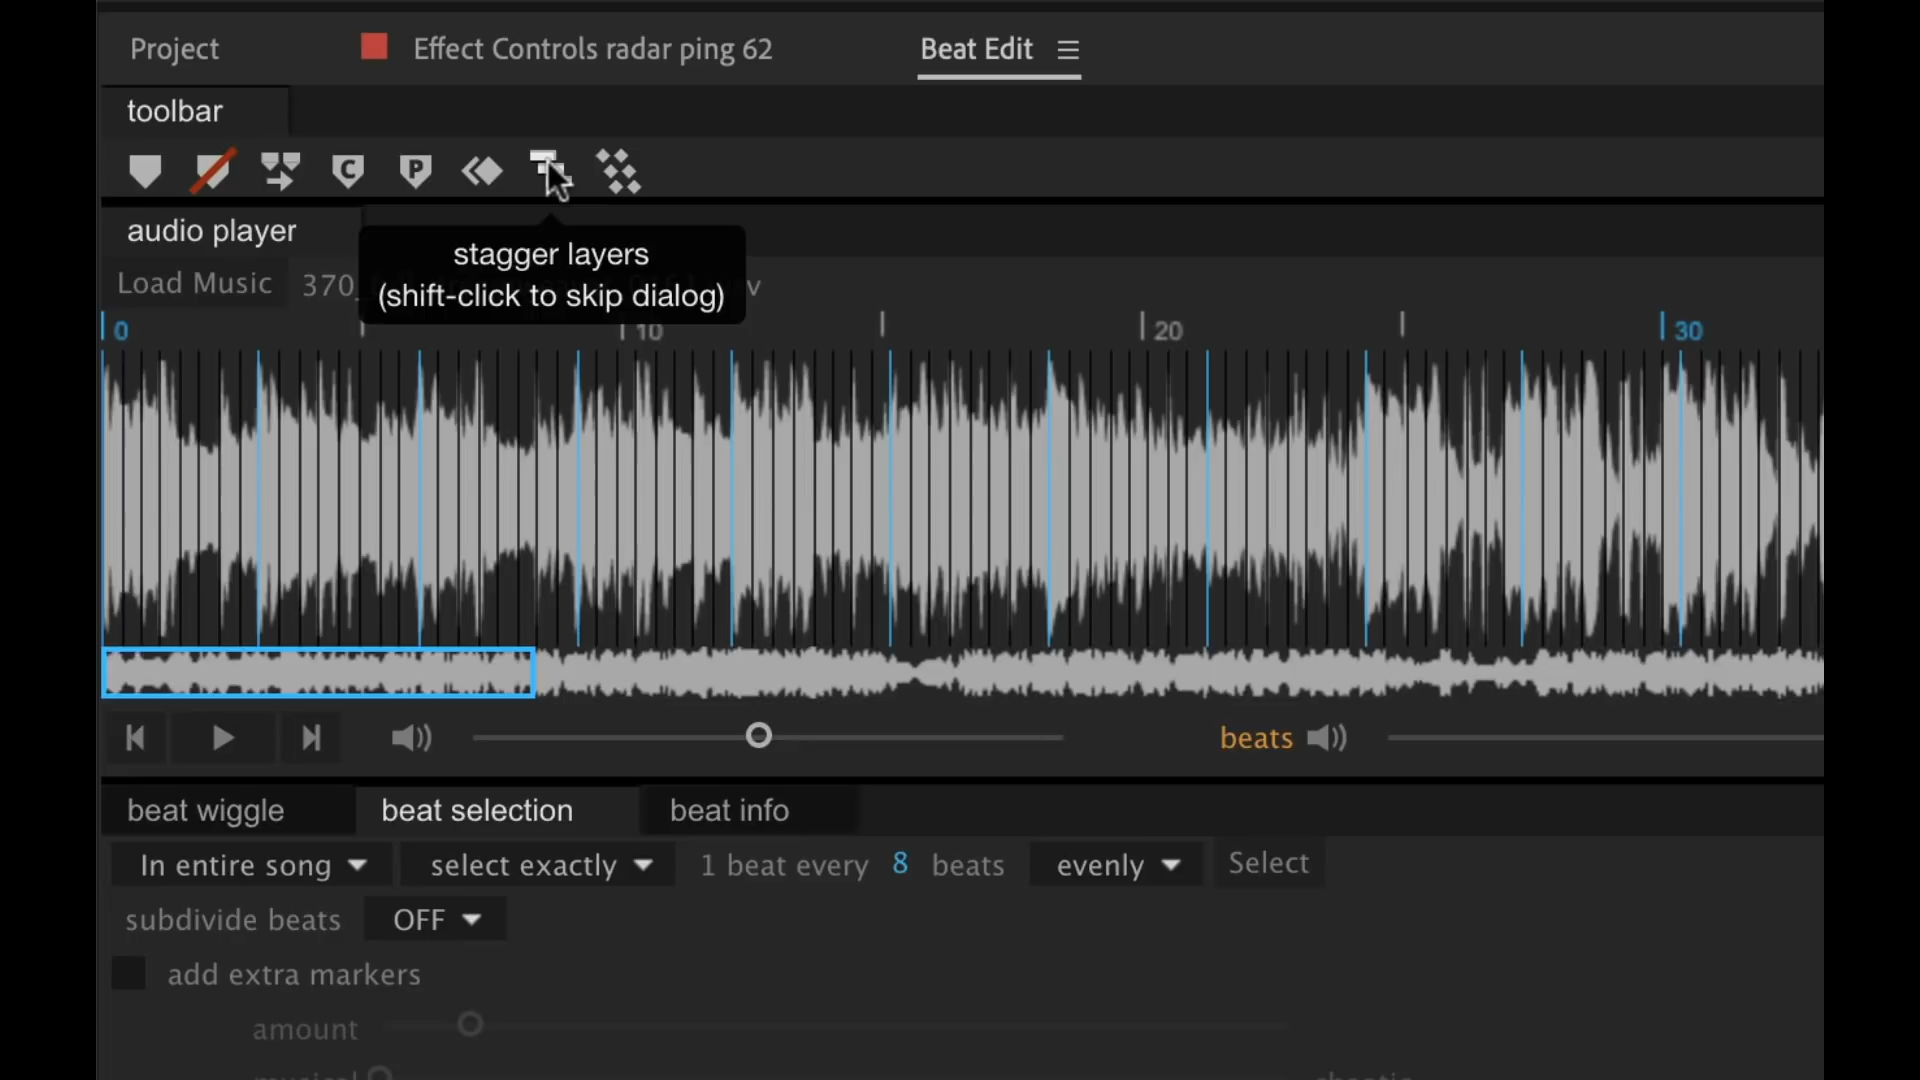 Project
Effect Controls radar ping 62
Beat Edit
toolbar
C
P
audio player
stagger layers
(shift-click to skip dialog)
Load Music
370_
0
10
20
30
beats
beat wiggle
beat selection
beat info
In entire song
select exactly
1 beat every 8 beats
evenly
Select
subdivide beats
OFF
add extra markers
amount